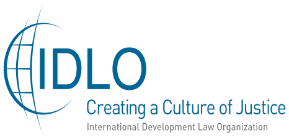 IDLO
Creating a Culture of Justice
International Development Law Organization